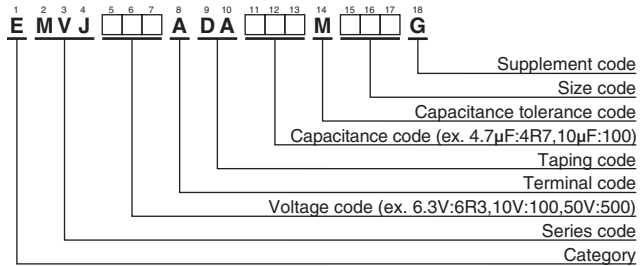 1 2 3 4 5 6 7 8 9 10 11 12 13 14 15 16 17 18
E M V J A D A M G
Supplement code
Size code
Capacitance tolerance code
Capacitance code (ex. 4.7µF:4R7,10µF:100)
Taping code
Terminal code
Voltage code (ex. 6.3V:6R3,10V:100,50V:500)
Series code
Category